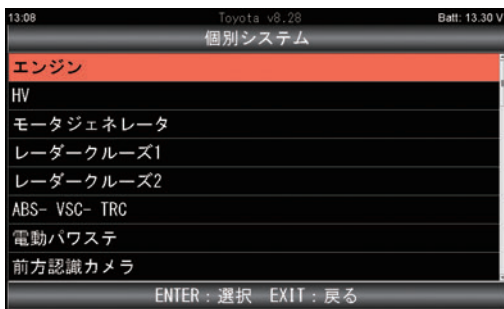 13:08 Toyota v8.28 Batt: 13.30 V
個別システム
エンジン
HV
モータジェネレータ
レーダークルーズ1
レーダークルーズ2
ABS- VSC- TRC
電動パワステ
前方認識カメラ
ENTER：選択 EXIT：戻る